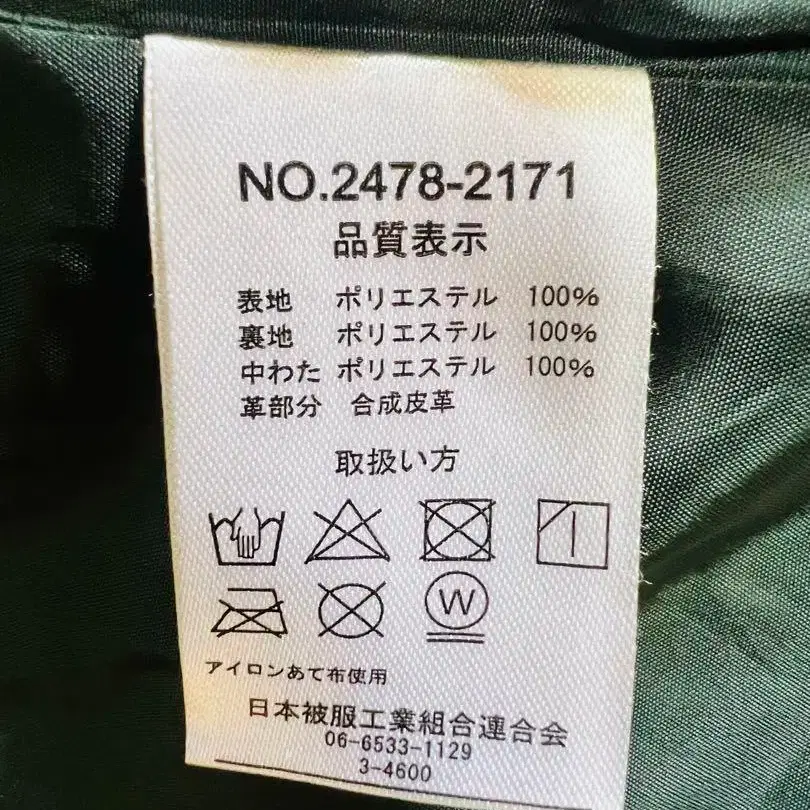 NO.2478-2171
品質表示
表地 ポリエステル 100%
裏地 ポリエステル 100%
中わた ポリエステル 100%
革部分 合成皮革
取扱い方
W
アイロンあて布使用
日本被服工業組合連合会
06-6533-1129
3-4600